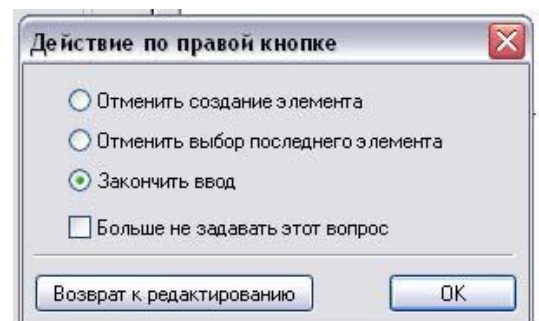 Действие по правой кнопке
Отменить создание элемента
Отменить выбор последнего элемента
Закончить ввод
Больше не задавать этот вопрос
Возврат к редактированию
OK